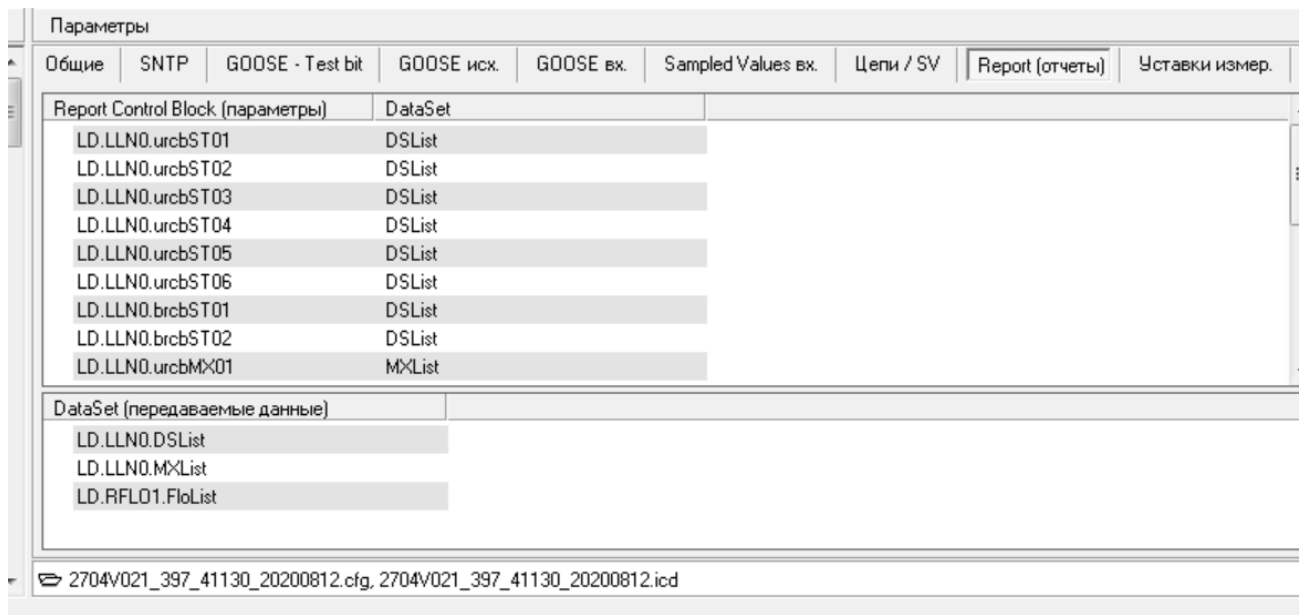 Параметры
Общие SNTP GOOSE - Test bit GOOSE исх. GOOSE вх. Sampled Values вх. Цепи / SV Report (отчеты) Уставки измер.
Report Control Block (параметры) DataSet
LD.LLN0.urcbST01 DSList
LD.LLN0.urcbST02 DSList
LD.LLN0.urcbST03 DSList
LD.LLN0.urcbST04 DSList
LD.LLN0.urcbST05 DSList
LD.LLN0.urcbST06 DSList
LD.LLN0.brcbST01 DSList
LD.LLN0.brcbST02 DSList
LD.LLN0.urcbMX01 MXList
DataSet (передаваемые данные)
LD.LLN0.DSList
LD.LLN0.MXList
LD.RFLO1.FloList
2704V021_397_41130_20200812.cfg, 2704V021_397_41130_20200812.icd